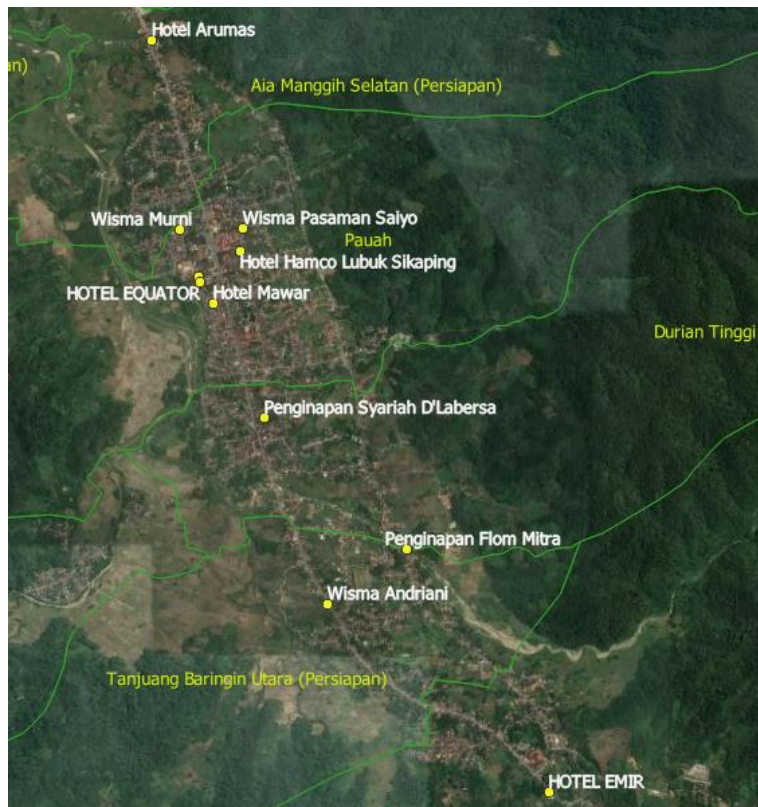 Hotel Arumas
an)
Aia Manggih Selatan (Persiapan)
Wisma Murni
Wisma Pasaman Saiyo
Pauah
Hotel Hamco Lubuk Sikaping
HOTEL EQUATOR
Hotel Mawar
Durian Tinggi
Penginapan Syariah D'Labersa
Penginapan Flom Mitra
Wisma Andriani
Tanjuang Baringin Utara (Persiapan)
HOTEL EMIR